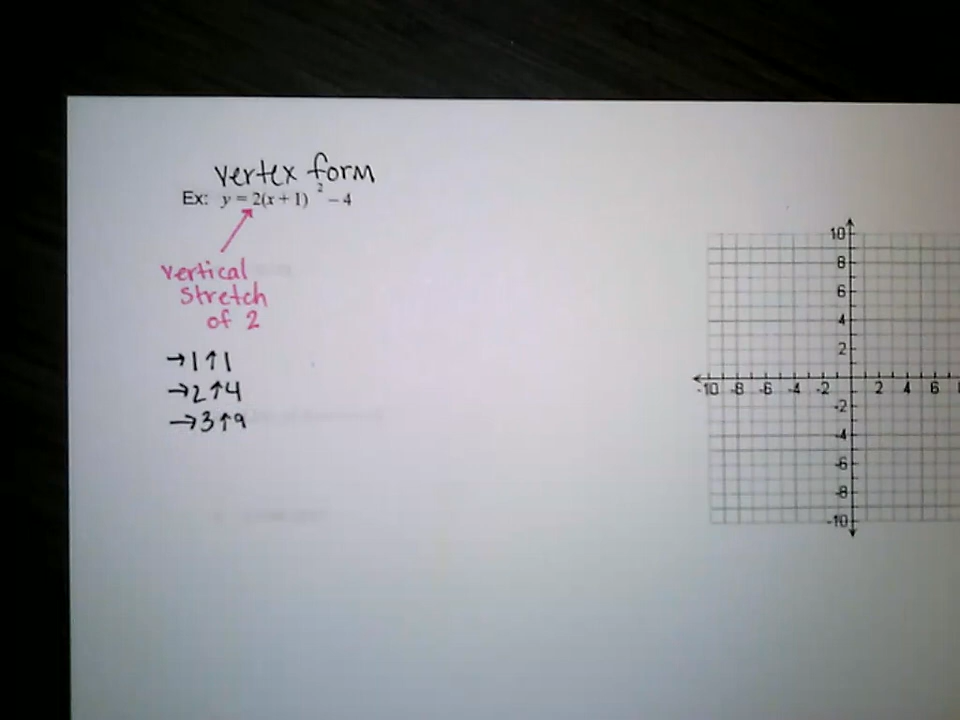 vertex form
Ex: y = 2(x + 1)² − 4
vertical
stretch
of 2
→1↑1
→2↑4
→3↑9
10
8
6
4
2
-10 -8 -6 -4 -2 2 4 6 8
-2
-4
-6
-8
-10